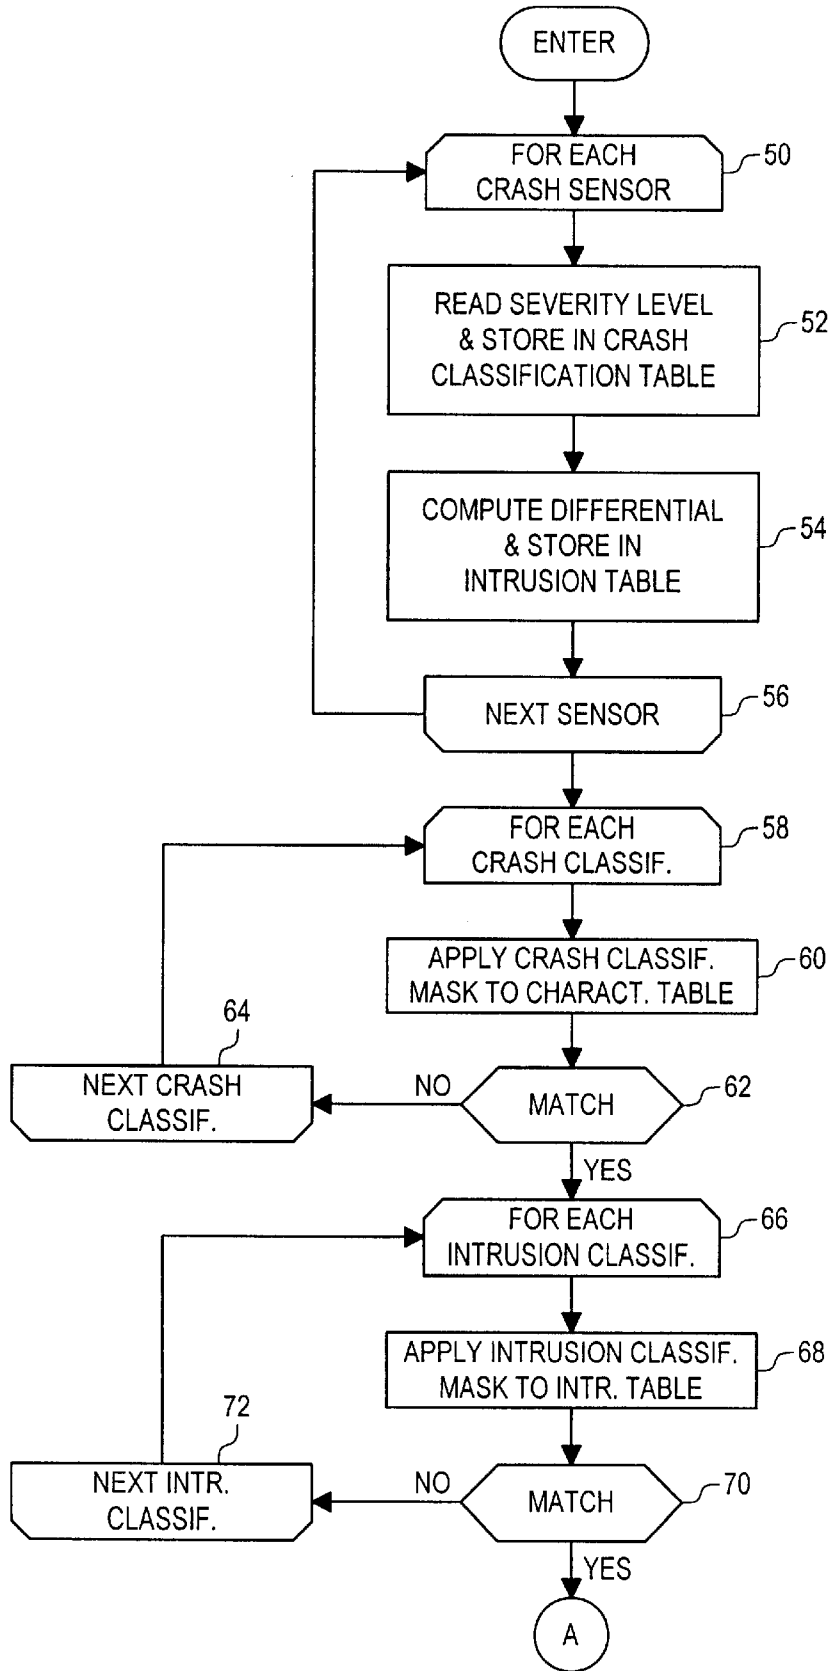 ENTER
FOR EACH
CRASH SENSOR
50
READ SEVERITY LEVEL
& STORE IN CRASH
CLASSIFICATION TABLE
52
COMPUTE DIFFERENTIAL
& STORE IN
INTRUSION TABLE
54
NEXT SENSOR
56
FOR EACH
CRASH CLASSIF.
58
APPLY CRASH CLASSIF.
MASK TO CHARACT. TABLE
60
64
NEXT CRASH
CLASSIF.
NO
MATCH
62
YES
FOR EACH
INTRUSION CLASSIF.
66
APPLY INTRUSION CLASSIF.
MASK TO INTR. TABLE
68
72
NEXT INTR.
CLASSIF.
NO
MATCH
70
YES
A